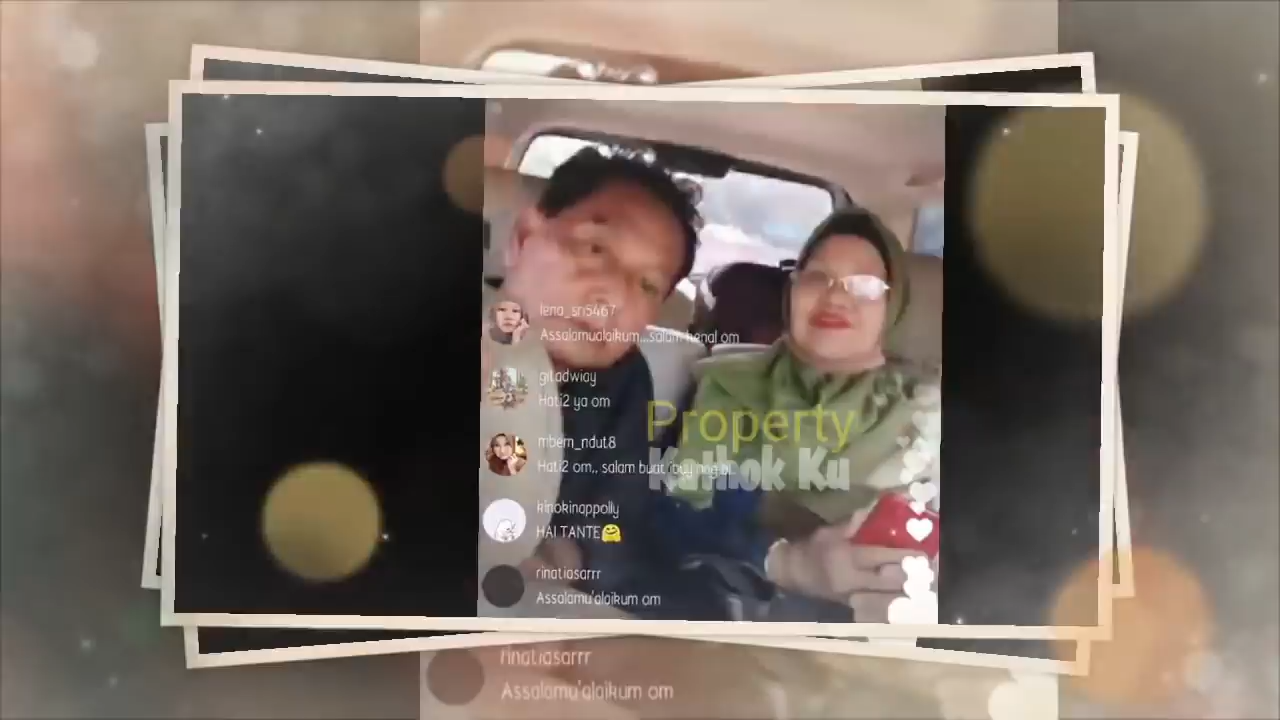 lena_sri5467
Assalamualaikum...salam kenal om
gitadwiay
Hati2 ya om
mbem_ndut8
Hati2 om,, salam buat
kinokinappolly
HAI TANTE🤗
rinatiasarrr
Assalamu'alaikum om
Property
Kathok Ku
rinatiasarrr
Assalamu'alaikum om